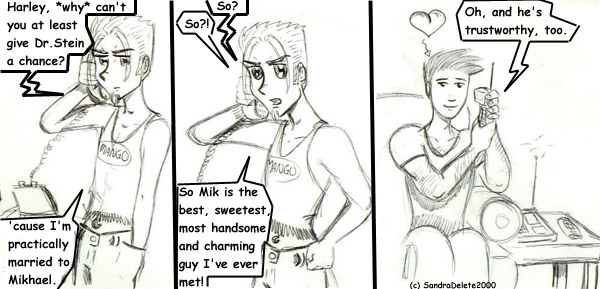 Harley, *why* can't
you at least
give Dr.Stein
a chance?
MANGO
'cause I'm
practically
married to
Mikhael.
So?
So?!
MANGO
So Mik is the
best, sweetest,
most handsome
and charming
guy I've ever
met!
Oh, and he's
trustworthy, too.
(c) SandraDelete2000